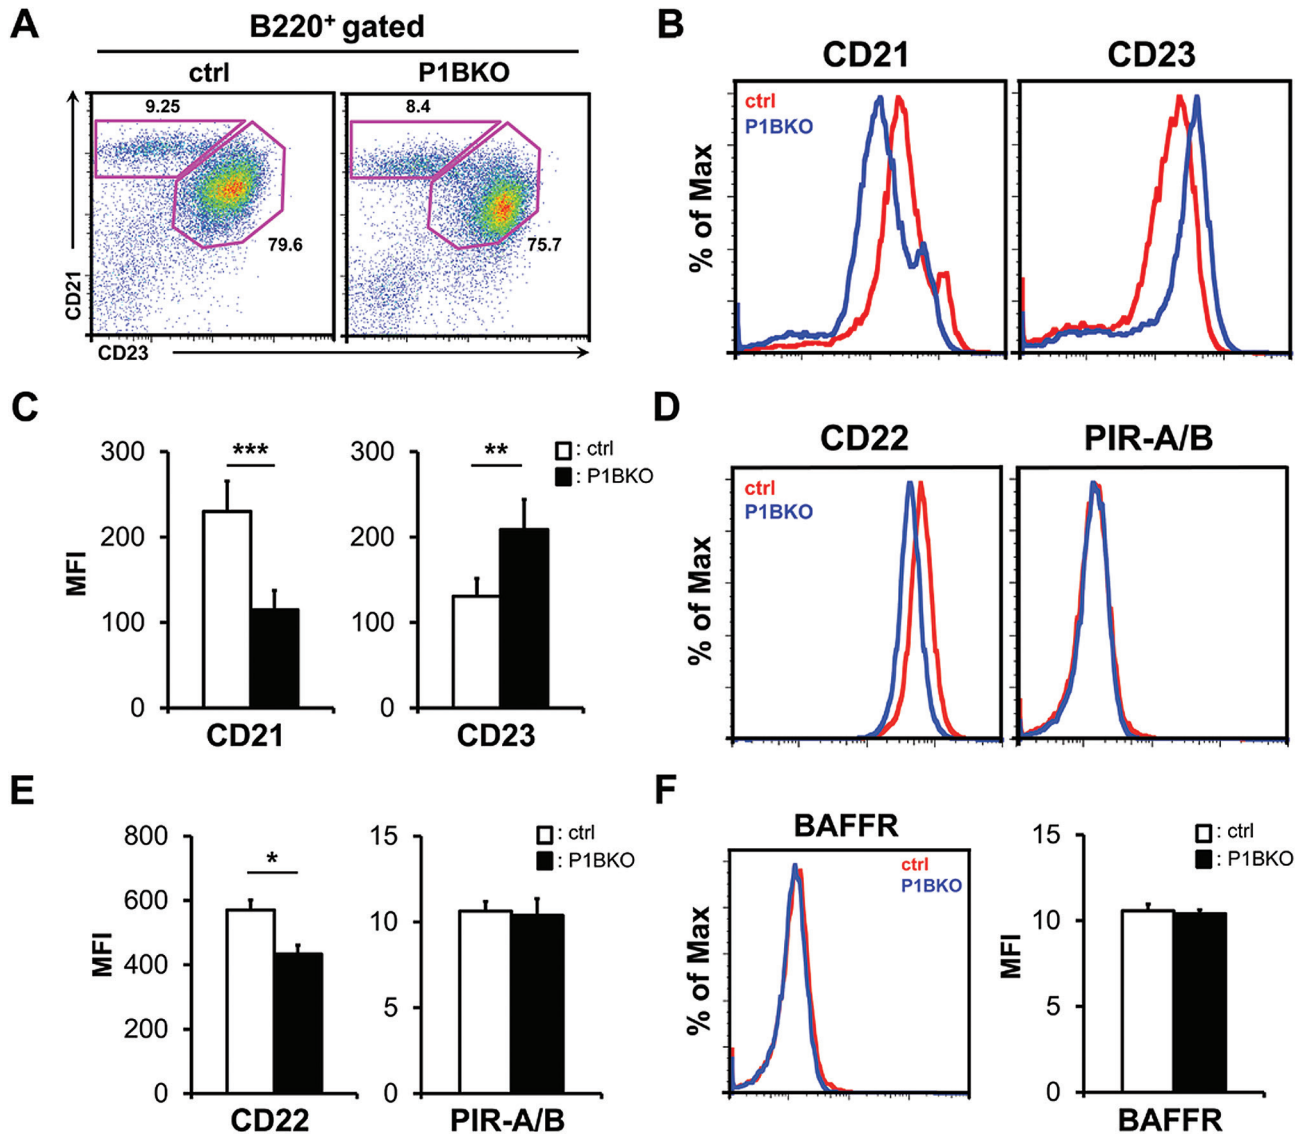 A
B220+ gated
ctrl
P1BKO
9.25
8.4
79.6
75.7
CD21
CD23
B
CD21
CD23
ctrl
P1BKO
% of Max
C
300
200
100
0
MFI
***
CD21
300
200
100
0
**
: ctrl
: P1BKO
CD23
D
CD22
PIR-A/B
ctrl
P1BKO
% of Max
E
800
600
400
200
0
MFI
*
CD22
15
10
5
0
: ctrl
: P1BKO
PIR-A/B
F
BAFFR
ctrl
P1BKO
% of Max
15
10
5
0
MFI
: ctrl
: P1BKO
BAFFR